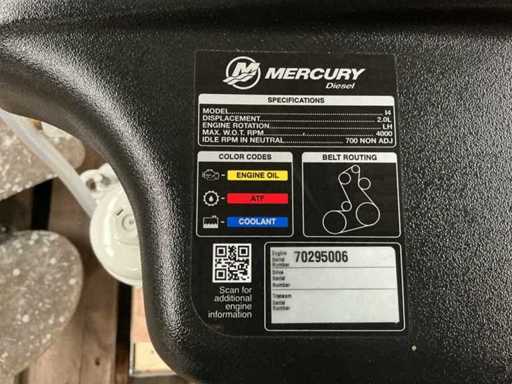 MERCURY
Diesel
SPECIFICATIONS
MODEL I4
DISPLACEMENT 2.0L
ENGINE ROTATION LH
MAX. W.O.T. RPM 4000
IDLE RPM IN NEUTRAL 700 NON ADJ
COLOR CODES
- ENGINE OIL
- ATF
- COOLANT
BELT ROUTING
Scan for
additional
engine
information
Engine
Serial
Number
70295006
Drive
Serial
Number
Transom
Serial
Number